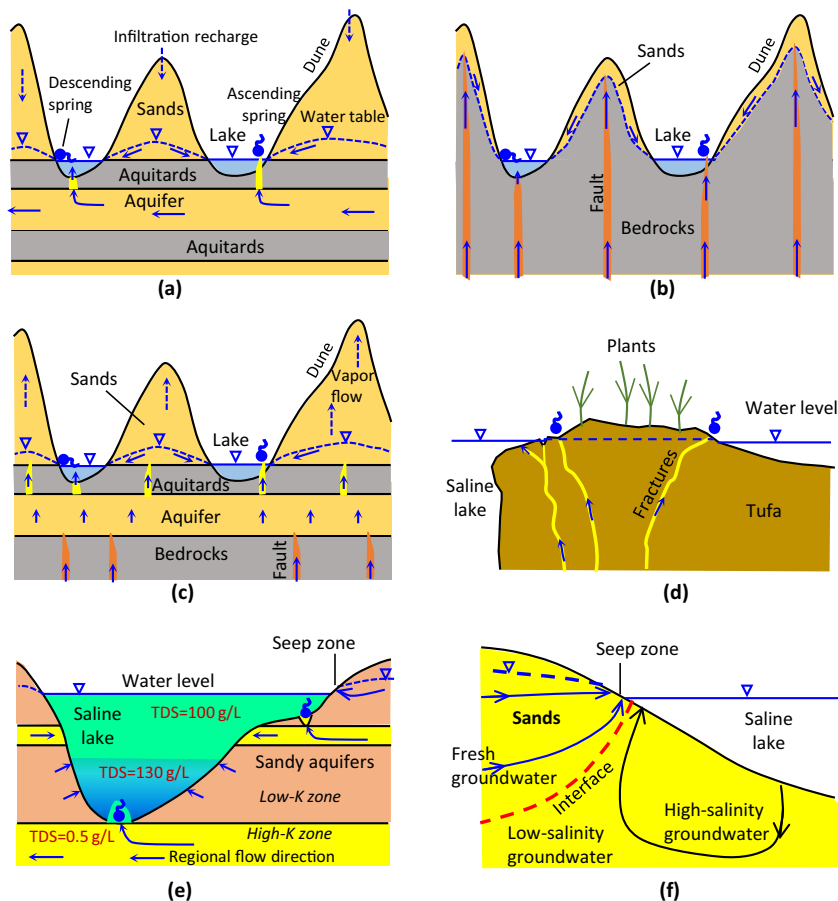 Infiltration recharge
Descending
spring
Sands
Ascending
spring
Dune
Water table
Lake
Aquitards
Aquifer
Aquitards
(a)
Sands
Dune
Lake
Fault
Bedrocks
(b)
Sands
Dune
Vapor
flow
Lake
Aquitards
Aquifer
Bedrocks
Fault
(c)
Plants
Water level
Saline
lake
Fractures
Tufa
(d)
Seep zone
Water level
Saline
lake
TDS=100 g/L
TDS=130 g/L
Sandy aquifers
Low-K zone
TDS=0.5 g/L
High-K zone
Regional flow direction
(e)
Seep zone
Sands
Saline
lake
Fresh
groundwater
Interface
High-salinity
groundwater
Low-salinity
groundwater
(f)